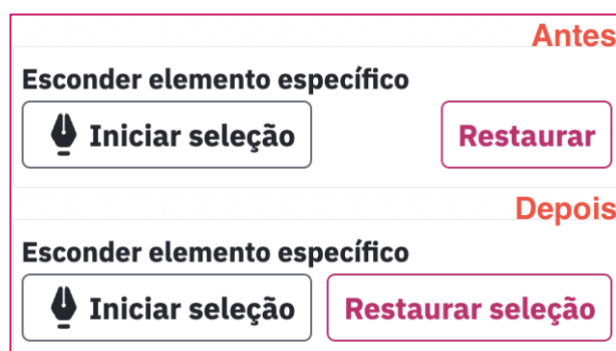 Antes
Esconder elemento específico
Iniciar seleção
Restaurar
Depois
Esconder elemento específico
Iniciar seleção
Restaurar seleção